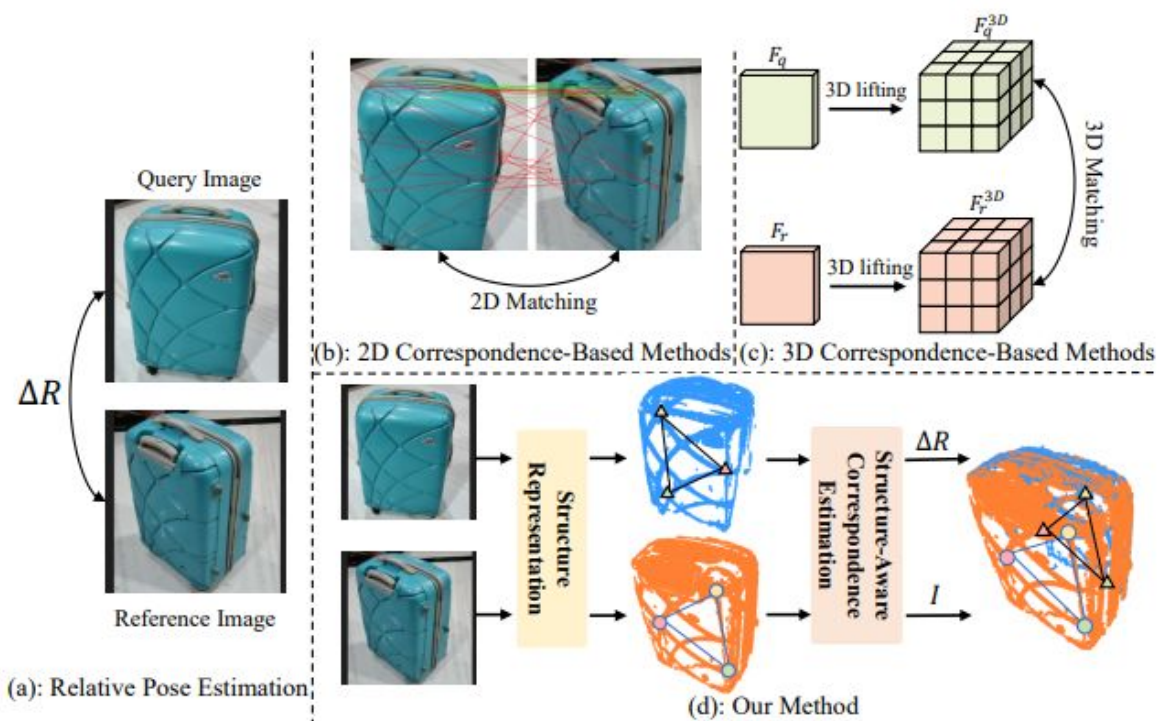 Query Image
ΔR
Reference Image
(a): Relative Pose Estimation
2D Matching
(b): 2D Correspondence-Based Methods
F_q
3D lifting
F_q^{3D}
F_r
3D lifting
F_r^{3D}
3D Matching
(c): 3D Correspondence-Based Methods
Structure
Representation
Structure-Aware
Correspondence
Estimation
ΔR
I
(d): Our Method